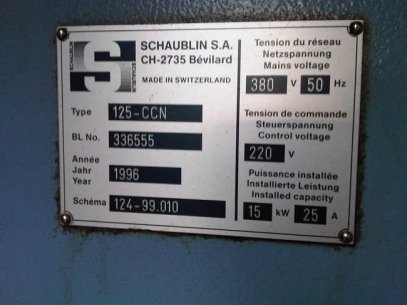 SCHAUBLIN
S
SCHAUBLIN
SCHAUBLIN S.A.
CH-2735 Bévilard
MADE IN SWITZERLAND
Type 125-CCN
BL No. 336555
Année
Jahr
Year 1996
Schéma 124-99.010
Tension du réseau
Netzspannung
Mains voltage
380 V 50 Hz
Tension de commande
Steuerspannung
Control voltage
220 V
Puissance installée
Installierte Leistung
Installed capacity
15 kW 25 A